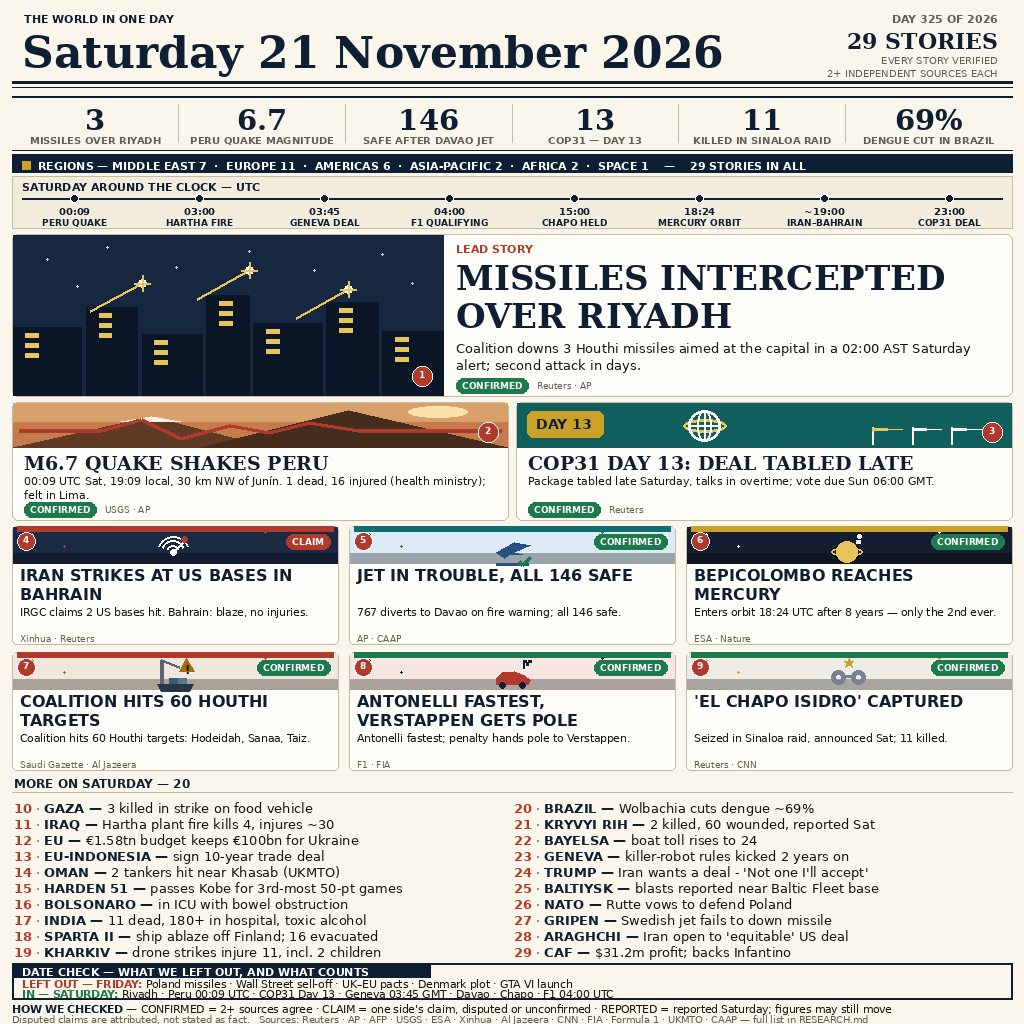 THE WORLD IN ONE DAY
Saturday 21 November 2026
DAY 325 OF 2026
29 STORIES
EVERY STORY VERIFIED
2+ INDEPENDENT SOURCES EACH
3
MISSILES OVER RIYADH
6.7
PERU QUAKE MAGNITUDE
146
SAFE AFTER DAVAO JET
13
COP31 — DAY 13
11
KILLED IN SINALOA RAID
69%
DENGUE CUT IN BRAZIL
REGIONS — MIDDLE EAST 7 · EUROPE 11 · AMERICAS 6 · ASIA-PACIFIC 2 · AFRICA 2 · SPACE 1 — 29 STORIES IN ALL
SATURDAY AROUND THE CLOCK — UTC
00:09
PERU QUAKE
03:00
HARTHA FIRE
03:45
GENEVA DEAL
04:00
F1 QUALIFYING
15:00
CHAPO HELD
18:24
MERCURY ORBIT
~19:00
IRAN–BAHRAIN
23:00
COP31 DEAL
1
LEAD STORY
MISSILES INTERCEPTED
OVER RIYADH
Coalition downs 3 Houthi missiles aimed at the capital in a 02:00 AST Saturday
alert; second attack in days.
CONFIRMED Reuters · AP
2
M6.7 QUAKE SHAKES PERU
00:09 UTC Sat, 19:09 local, 30 km NW of Junín. 1 dead, 16 injured (health ministry);
felt in Lima.
CONFIRMED USGS · AP
DAY 13
3
COP31 DAY 13: DEAL TABLED LATE
Package tabled late Saturday, talks in overtime; vote due Sun 06:00 GMT.
CONFIRMED Reuters
4
CLAIM
IRAN STRIKES AT US BASES IN
BAHRAIN
IRGC claims 2 US bases hit. Bahrain: blaze, no injuries.
Xinhua · Reuters
5
CONFIRMED
JET IN TROUBLE, ALL 146 SAFE
767 diverts to Davao on fire warning; all 146 safe.
AP · CAAP
6
CONFIRMED
BEPICOLOMBO REACHES
MERCURY
Enters orbit 18:24 UTC after 8 years — only the 2nd ever.
ESA · Nature
7
CONFIRMED
COALITION HITS 60 HOUTHI
TARGETS
Coalition hits 60 Houthi targets: Hodeidah, Sanaa, Taiz.
Saudi Gazette · Al Jazeera
8
CONFIRMED
ANTONELLI FASTEST,
VERSTAPPEN GETS POLE
Antonelli fastest; penalty hands pole to Verstappen.
F1 · FIA
9
CONFIRMED
'EL CHAPO ISIDRO' CAPTURED
Seized in Sinaloa raid, announced Sat; 11 killed.
Reuters · CNN
MORE ON SATURDAY — 20
10 · GAZA — 3 killed in strike on food vehicle
11 · IRAQ — Hartha plant fire kills 4, injures ~30
12 · EU — €1.58tn budget keeps €100bn for Ukraine
13 · EU-INDONESIA — sign 10-year trade deal
14 · OMAN — 2 tankers hit near Khasab (UKMTO)
15 · HARDEN 51 — passes Kobe for 3rd-most 50-pt games
16 · BOLSONARO — in ICU with bowel obstruction
17 · INDIA — 11 dead, 180+ in hospital, toxic alcohol
18 · SPARTA II — ship ablaze off Finland; 16 evacuated
19 · KHARKIV — drone strikes injure 11, incl. 2 children
20 · BRAZIL — Wolbachia cuts dengue ~69%
21 · KRYVYI RIH — 2 killed, 60 wounded, reported Sat
22 · BAYELSA — boat toll rises to 24
23 · GENEVA — killer-robot rules kicked 2 years on
24 · TRUMP — Iran wants a deal - 'Not one I'll accept'
25 · BALTIYSK — blasts reported near Baltic Fleet base
26 · NATO — Rutte vows to defend Poland
27 · GRIPEN — Swedish jet fails to down missile
28 · ARAGHCHI — Iran open to 'equitable' US deal
29 · CAF — $31.2m profit; backs Infantino
DATE CHECK — WHAT WE LEFT OUT, AND WHAT COUNTS
LEFT OUT — FRIDAY: Poland missiles · Wall Street sell-off · UK–EU pacts · Denmark plot · GTA VI launch
IN — SATURDAY: Riyadh · Peru 00:09 UTC · COP31 Day 13 · Geneva 03:45 GMT · Davao · Chapo · F1 04:00 UTC
HOW WE CHECKED — CONFIRMED = 2+ sources agree · CLAIM = one side's claim, disputed or unconfirmed · REPORTED = reported Saturday; figures may still move
Disputed claims are attributed, not stated as fact. Sources: Reuters · AP · AFP · USGS · ESA · Xinhua · Al Jazeera · CNN · FIA · Formula 1 · UKMTO · CAAP — full list in RESEARCH.md